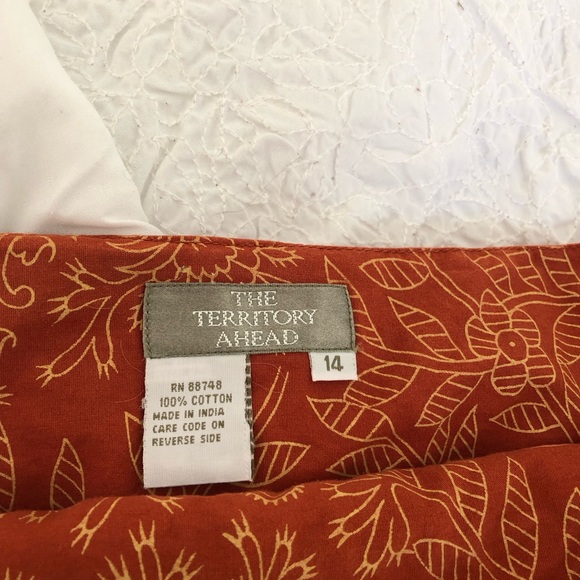 THE
TERRITORY
AHEAD
14
RN 88748
100% COTTON
MADE IN INDIA
CARE CODE ON
REVERSE SIDE